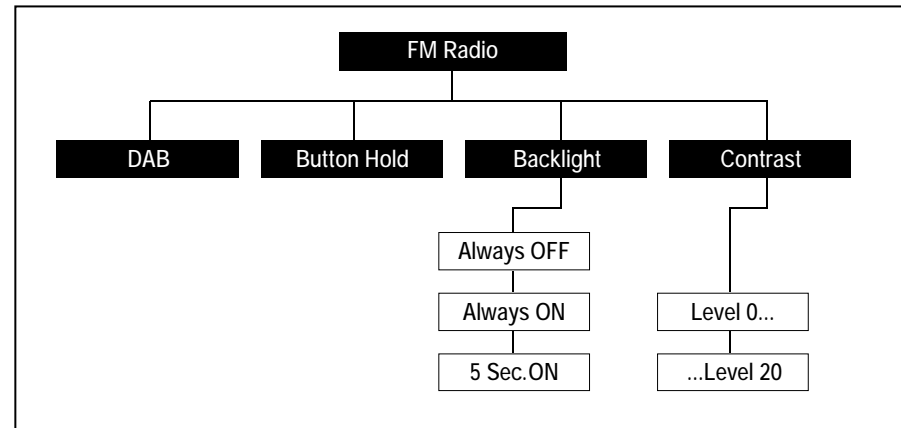 FM Radio
DAB
Button Hold
Backlight
Contrast
Always OFF
Always ON
5 Sec.ON
Level 0...
...Level 20